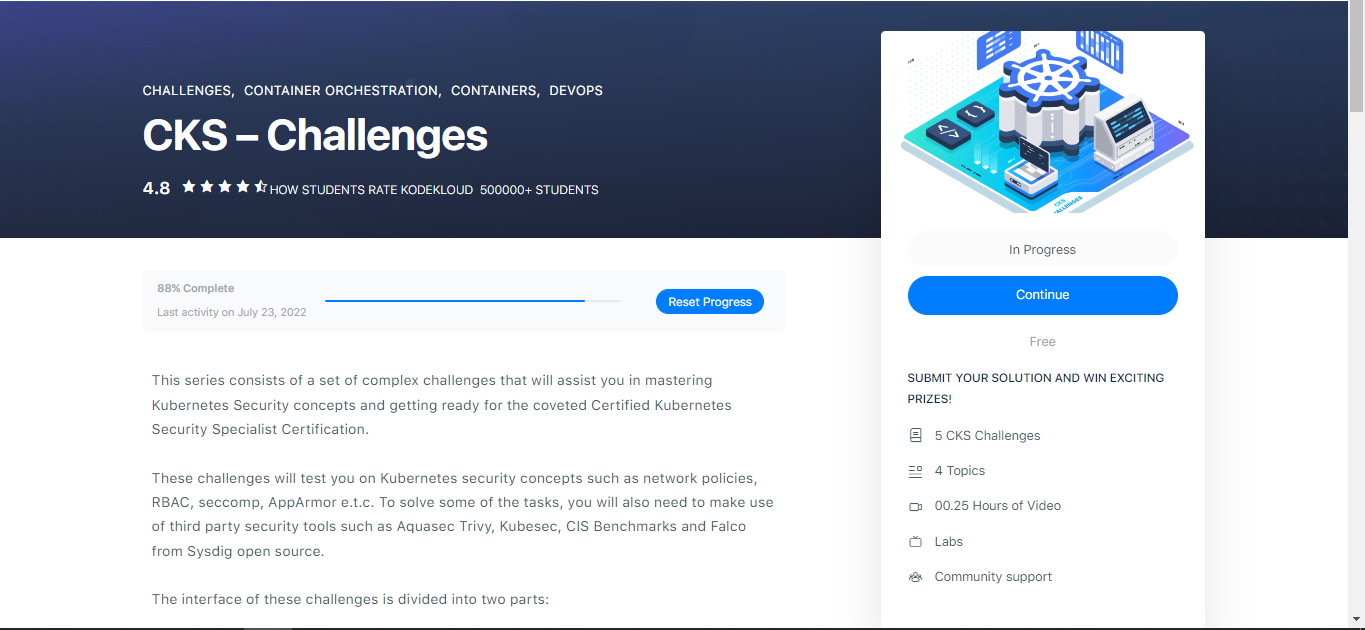 CHALLENGES, CONTAINER ORCHESTRATION, CONTAINERS, DEVOPS
CKS – Challenges
4.8 HOW STUDENTS RATE KODEKLOUD 500000+ STUDENTS
88% Complete
Last activity on July 23, 2022
Reset Progress
This series consists of a set of complex challenges that will assist you in mastering
Kubernetes Security concepts and getting ready for the coveted Certified Kubernetes
Security Specialist Certification.
These challenges will test you on Kubernetes security concepts such as network policies,
RBAC, seccomp, AppArmor e.t.c. To solve some of the tasks, you will also need to make use
of third party security tools such as Aquasec Trivy, Kubesec, CIS Benchmarks and Falco
from Sysdig open source.
The interface of these challenges is divided into two parts:
CKS
In Progress
Continue
Free
SUBMIT YOUR SOLUTION AND WIN EXCITING
PRIZES!
5 CKS Challenges
4 Topics
00.25 Hours of Video
Labs
Community support